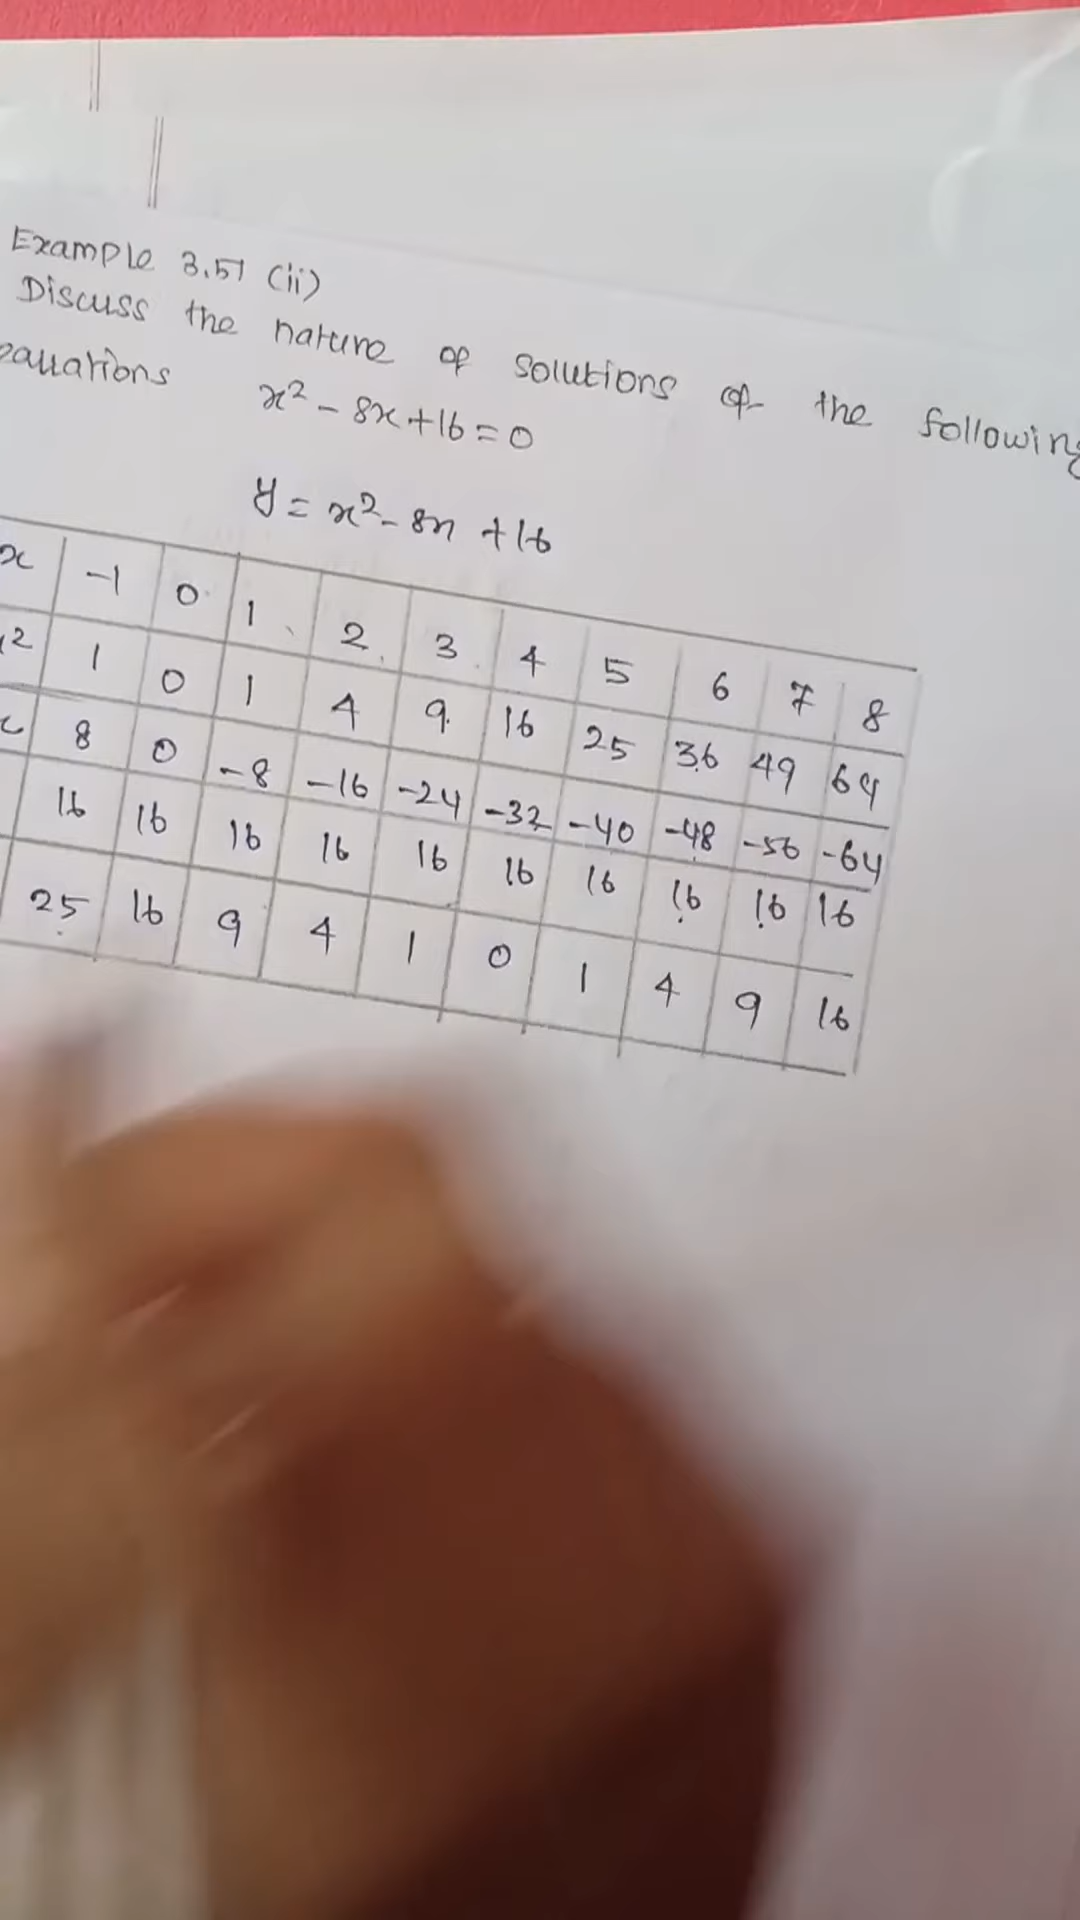 Example 3.51 (ii)
Discuss the nature of solutions of the following
equations x² - 8x + 16 = 0
y = x² - 8x + 16
x -1 0 1 2 3 4 5 6 7 8
x² 1 0 1 4 9 16 25 36 49 64
x 8 0 -8 -16 -24 -32 -40 -48 -56 -64
16 16 16 16 16 16 16 16 16 16
25 16 9 4 1 0 1 4 9 16